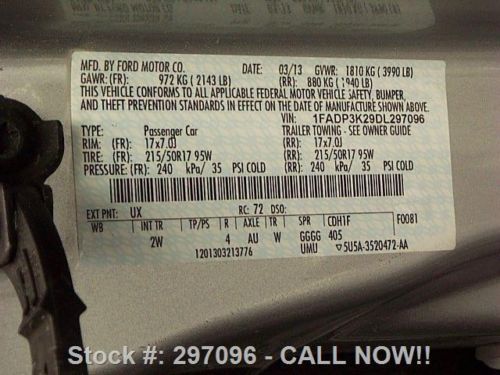 MFD. BY FORD MOTOR CO. DATE: 03/13 GVWR: 1810 KG ( 3990 LB)
GAWR: (FR): 972 KG ( 2143 LB) (RR): 880 KG ( 1940 LB)
THIS VEHICLE CONFORMS TO ALL APPLICABLE FEDERAL MOTOR VEHICLE SAFETY, BUMPER,
AND THEFT PREVENTION STANDARDS IN EFFECT ON THE DATE OF MANUFACTURE SHOWN ABOVE.
VIN: 1FADP3K29DL297096
TYPE: Passenger Car TRAILER TOWING - SEE OWNER GUIDE
RIM: (FR): 17x7.0J (RR): 17x7.0J
TIRE: (FR): 215/50R17 95W (RR): 215/50R17 95W
PRESSURE: (FR): 240 kPa/ 35 PSI COLD (RR): 240 kPa/ 35 PSI COLD
EXT PNT: UX RC: 72 DSO:
WB INT TR TP/PS R AXLE TR SPR CDH1F F0081
2W 4 AU W GGGG 405
1201303213776 UMU 5U5A-3520472-AA
Stock #: 297096 - CALL NOW!!